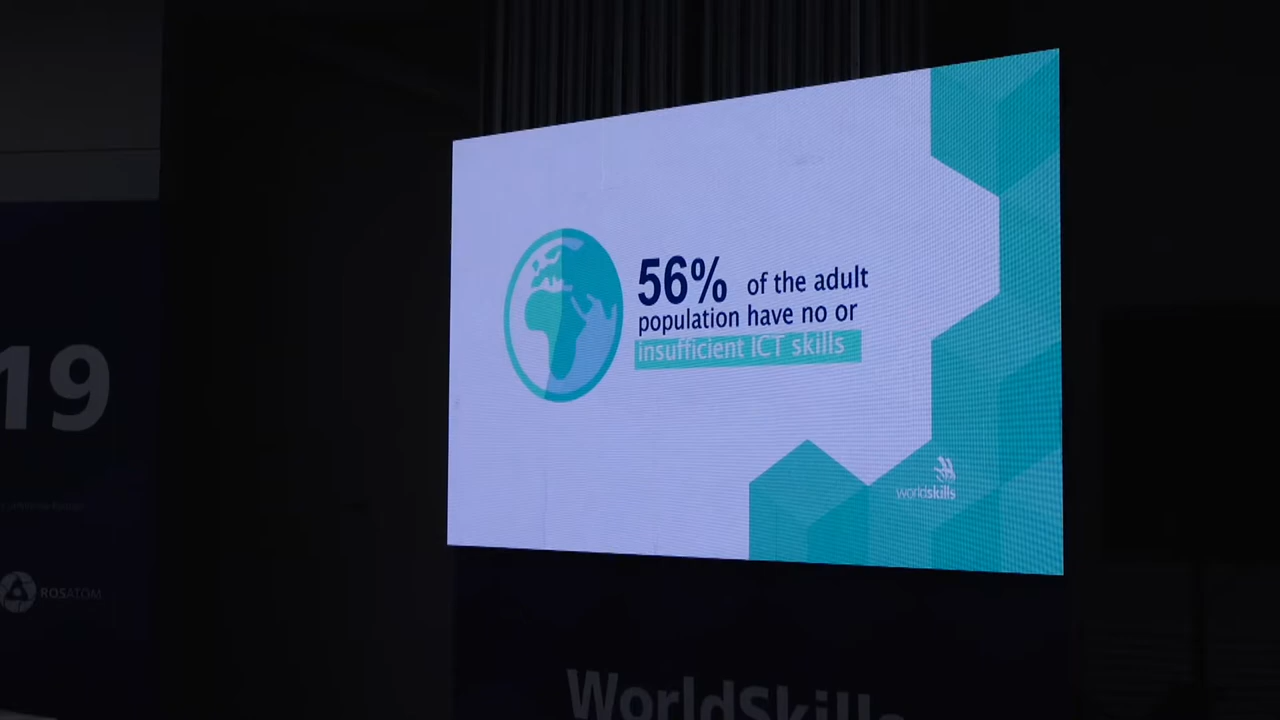 56% of the adult
population have no or
insufficient ICT skills
worldskills
19
ROSATOM
WorldSkills